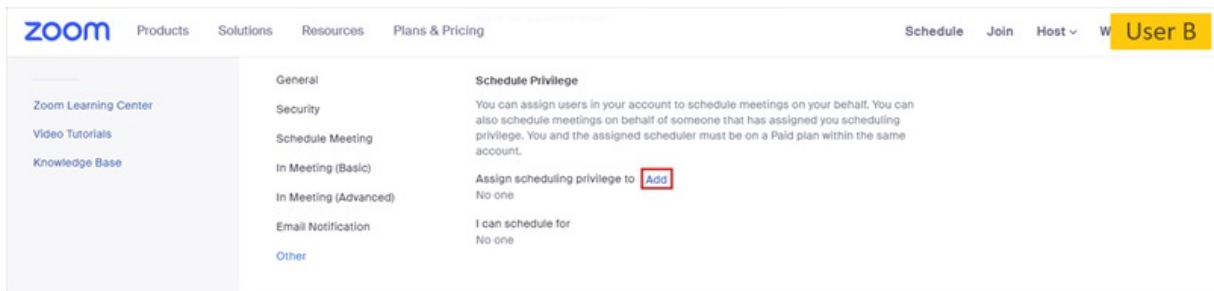 zoom Products Solutions Resources Plans & Pricing Schedule Join Host W User B
Zoom Learning Center
Video Tutorials
Knowledge Base
General
Security
Schedule Meeting
In Meeting (Basic)
In Meeting (Advanced)
Email Notification
Other
Schedule Privilege
You can assign users in your account to schedule meetings on your behalf. You can
also schedule meetings on behalf of someone that has assigned you scheduling
privilege. You and the assigned scheduler must be on a Paid plan within the same
account.
Assign scheduling privilege to Add
No one
I can schedule for
No one